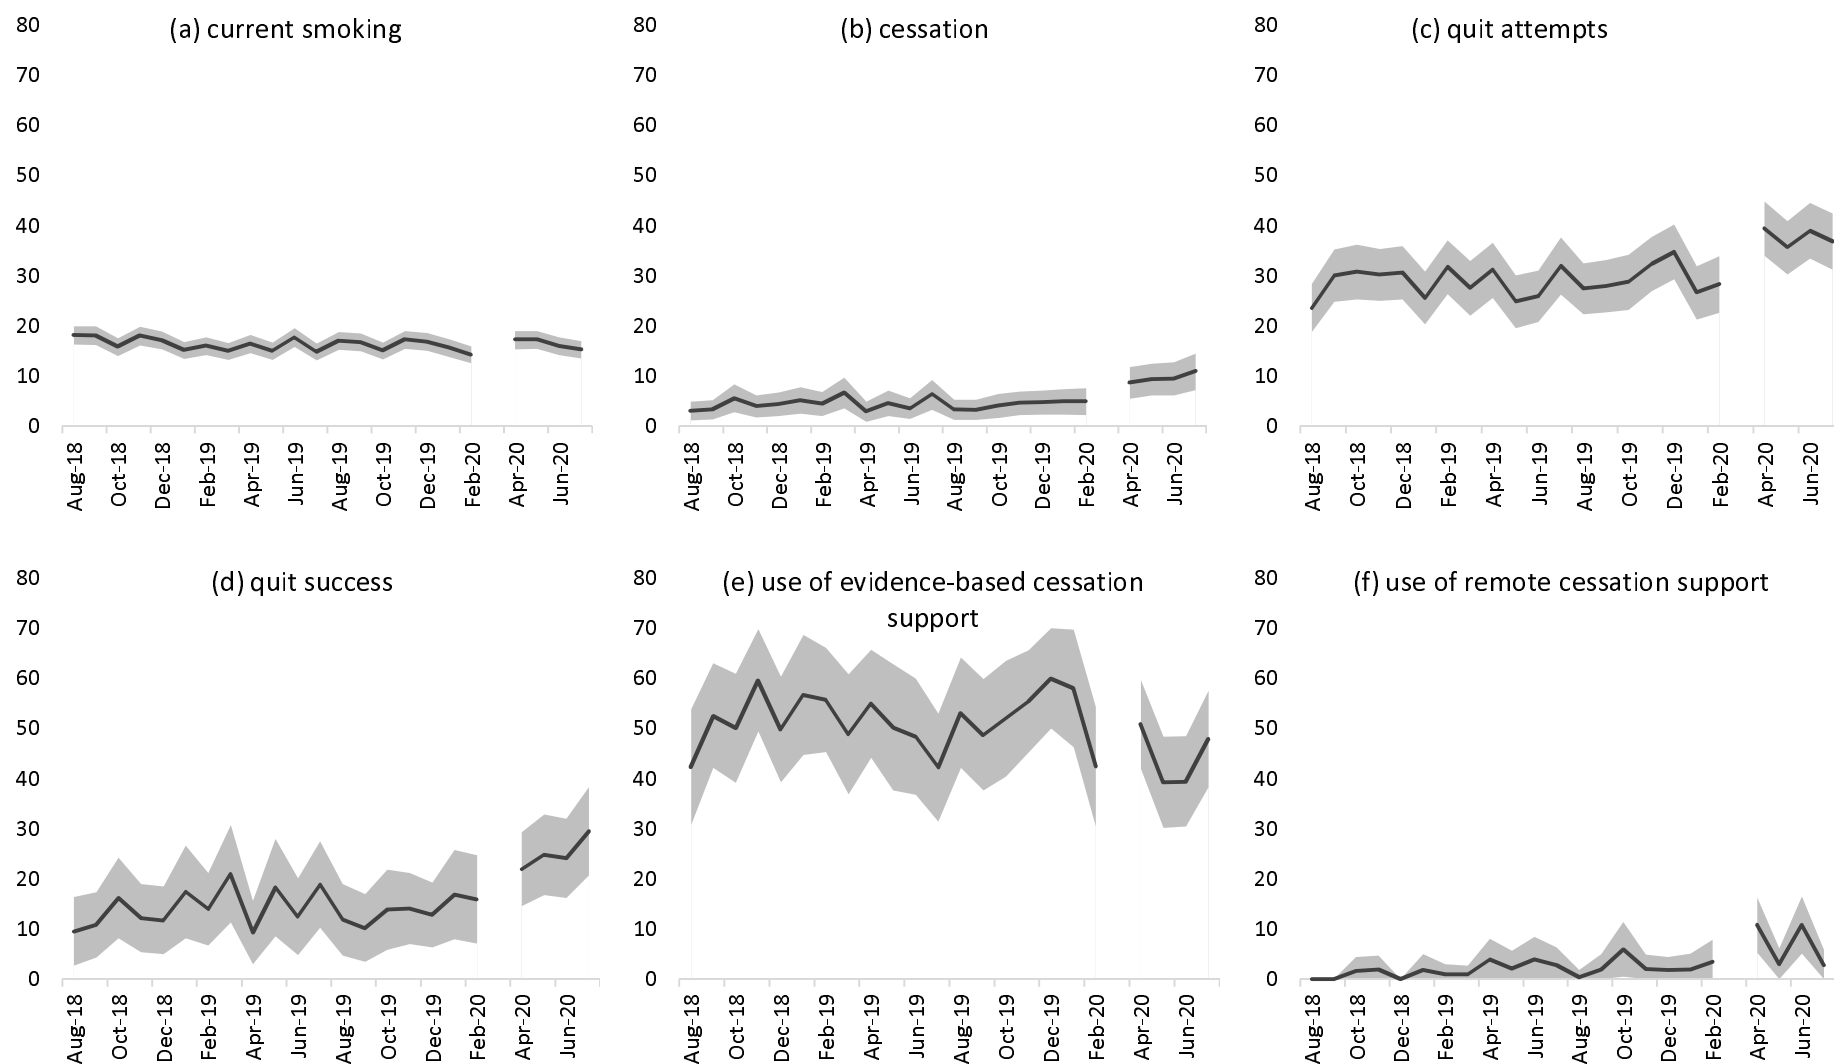 (a) current smoking
80
70
60
50
40
30
20
10
0
Aug-18
Oct-18
Dec-18
Feb-19
Apr-19
Jun-19
Aug-19
Oct-19
Dec-19
Feb-20
Apr-20
Jun-20
(b) cessation
80
70
60
50
40
30
20
10
0
Aug-18
Oct-18
Dec-18
Feb-19
Apr-19
Jun-19
Aug-19
Oct-19
Dec-19
Feb-20
Apr-20
Jun-20
(c) quit attempts
80
70
60
50
40
30
20
10
0
Aug-18
Oct-18
Dec-18
Feb-19
Apr-19
Jun-19
Aug-19
Oct-19
Dec-19
Feb-20
Apr-20
Jun-20
(d) quit success
80
70
60
50
40
30
20
10
0
Aug-18
Oct-18
Dec-18
Feb-19
Apr-19
Jun-19
Aug-19
Oct-19
Dec-19
Feb-20
Apr-20
Jun-20
(e) use of evidence-based cessation
support
80
70
60
50
40
30
20
10
0
Aug-18
Oct-18
Dec-18
Feb-19
Apr-19
Jun-19
Aug-19
Oct-19
Dec-19
Feb-20
Apr-20
Jun-20
(f) use of remote cessation support
80
70
60
50
40
30
20
10
0
Aug-18
Oct-18
Dec-18
Feb-19
Apr-19
Jun-19
Aug-19
Oct-19
Dec-19
Feb-20
Apr-20
Jun-20